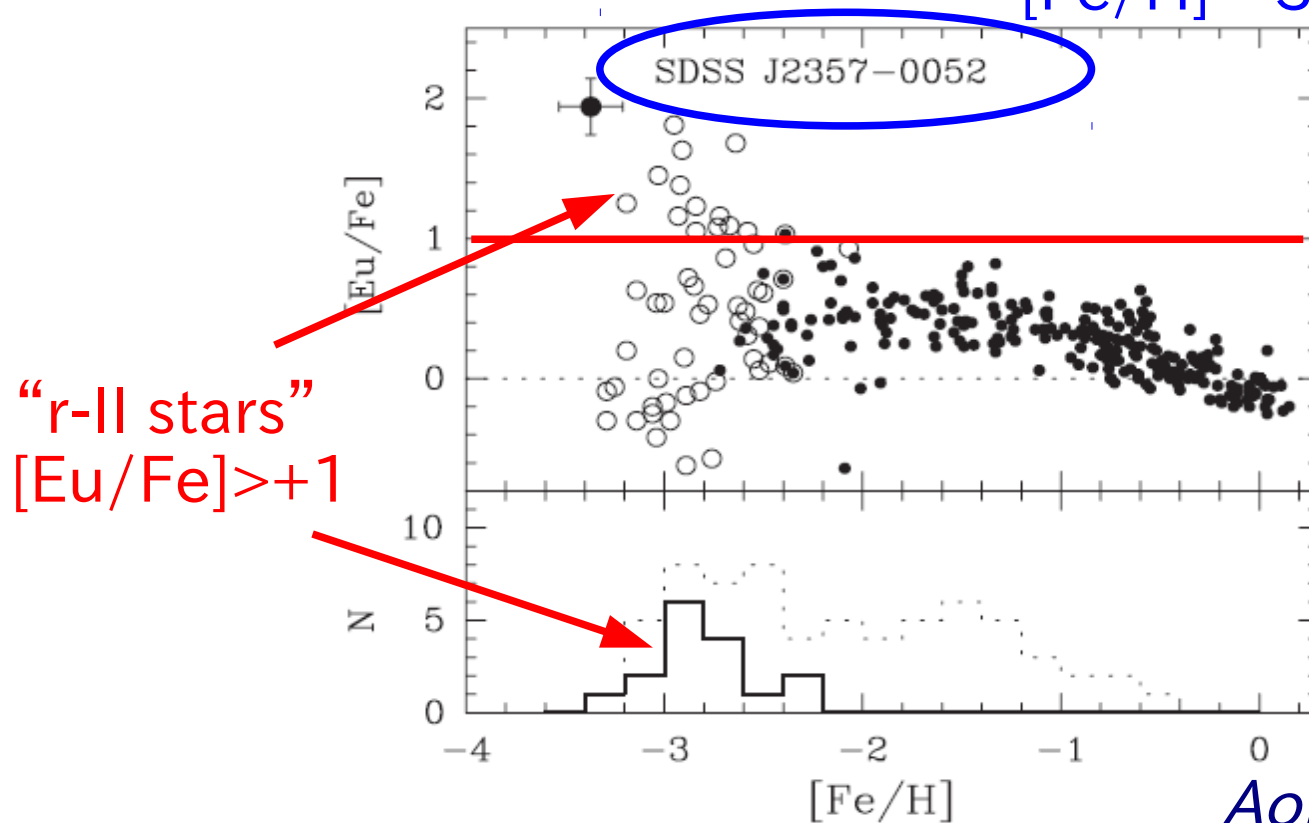 SDSS J2357−0052
2
1
0
[Eu/Fe]
“r-II stars”
[Eu/Fe]>+1
10
5
0
N
−4 −3 −2 −1 0
[Fe/H]